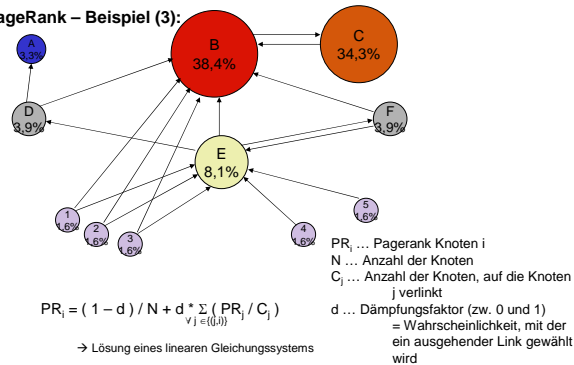 PageRank – Beispiel (3):
A
3,3%
B
38,4%
C
34,3%
D
3,9%
F
3,9%
E
8,1%
1
1,6%
2
1,6%
3
1,6%
4
1,6%
5
1,6%
PRi … Pagerank Knoten i
N … Anzahl der Knoten
Cj … Anzahl der Knoten, auf die Knoten
j verlinkt
d … Dämpfungsfaktor (zw. 0 und 1)
= Wahrscheinlichkeit, mit der
ein ausgehender Link gewählt
wird
PRi = ( 1 – d ) / N + d * Σ ( PRj / Cj )
∀ j ∈{(j,i)}
→ Lösung eines linearen Gleichungssystems